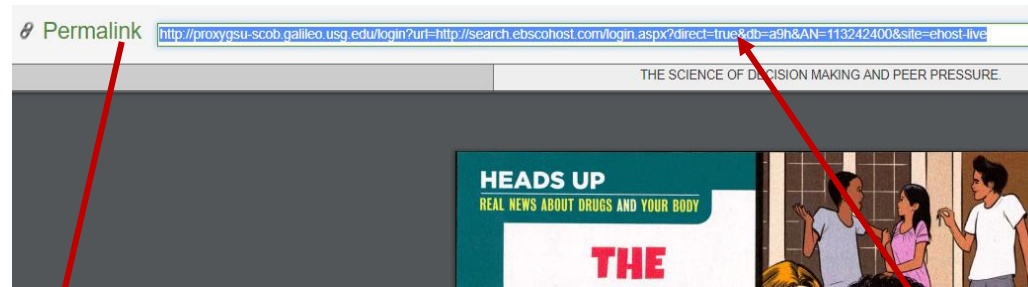 Permalink
http://proxygsu-scob.galileo.usg.edu/login?url=http://search.ebscohost.com/login.aspx?direct=true&db=a9h&AN=113242400&site=ehost-live
THE SCIENCE OF DECISION MAKING AND PEER PRESSURE.
HEADS UP
REAL NEWS ABOUT DRUGS AND YOUR BODY
THE